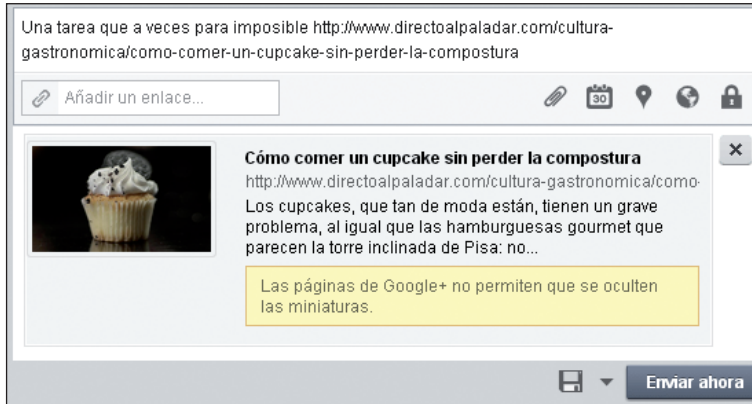 Una tarea que a veces para imposible http://www.directoalpaladar.com/cultura-
gastronomica/como-comer-un-cupcake-sin-perder-la-compostura
Añadir un enlace...
30
Cómo comer un cupcake sin perder la compostura
http://www.directoalpaladar.com/cultura-gastronomica/como-
Los cupcakes, que tan de moda están, tienen un grave
problema, al igual que las hamburguesas gourmet que
parecen la torre inclinada de Pisa: no...
Las páginas de Google+ no permiten que se oculten
las miniaturas.
Enviar ahora